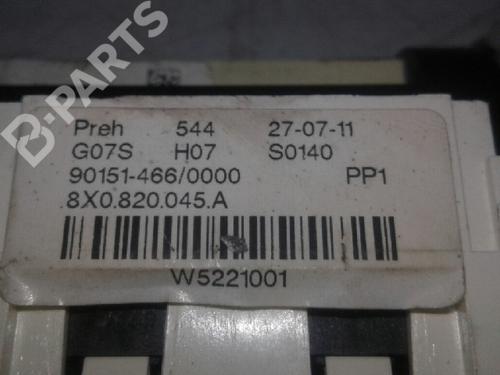 B-PARTS
Preh 544 27-07-11
G07S H07 S0140
90151-466/0000 PP1
8X0.820.045.A
W5221001